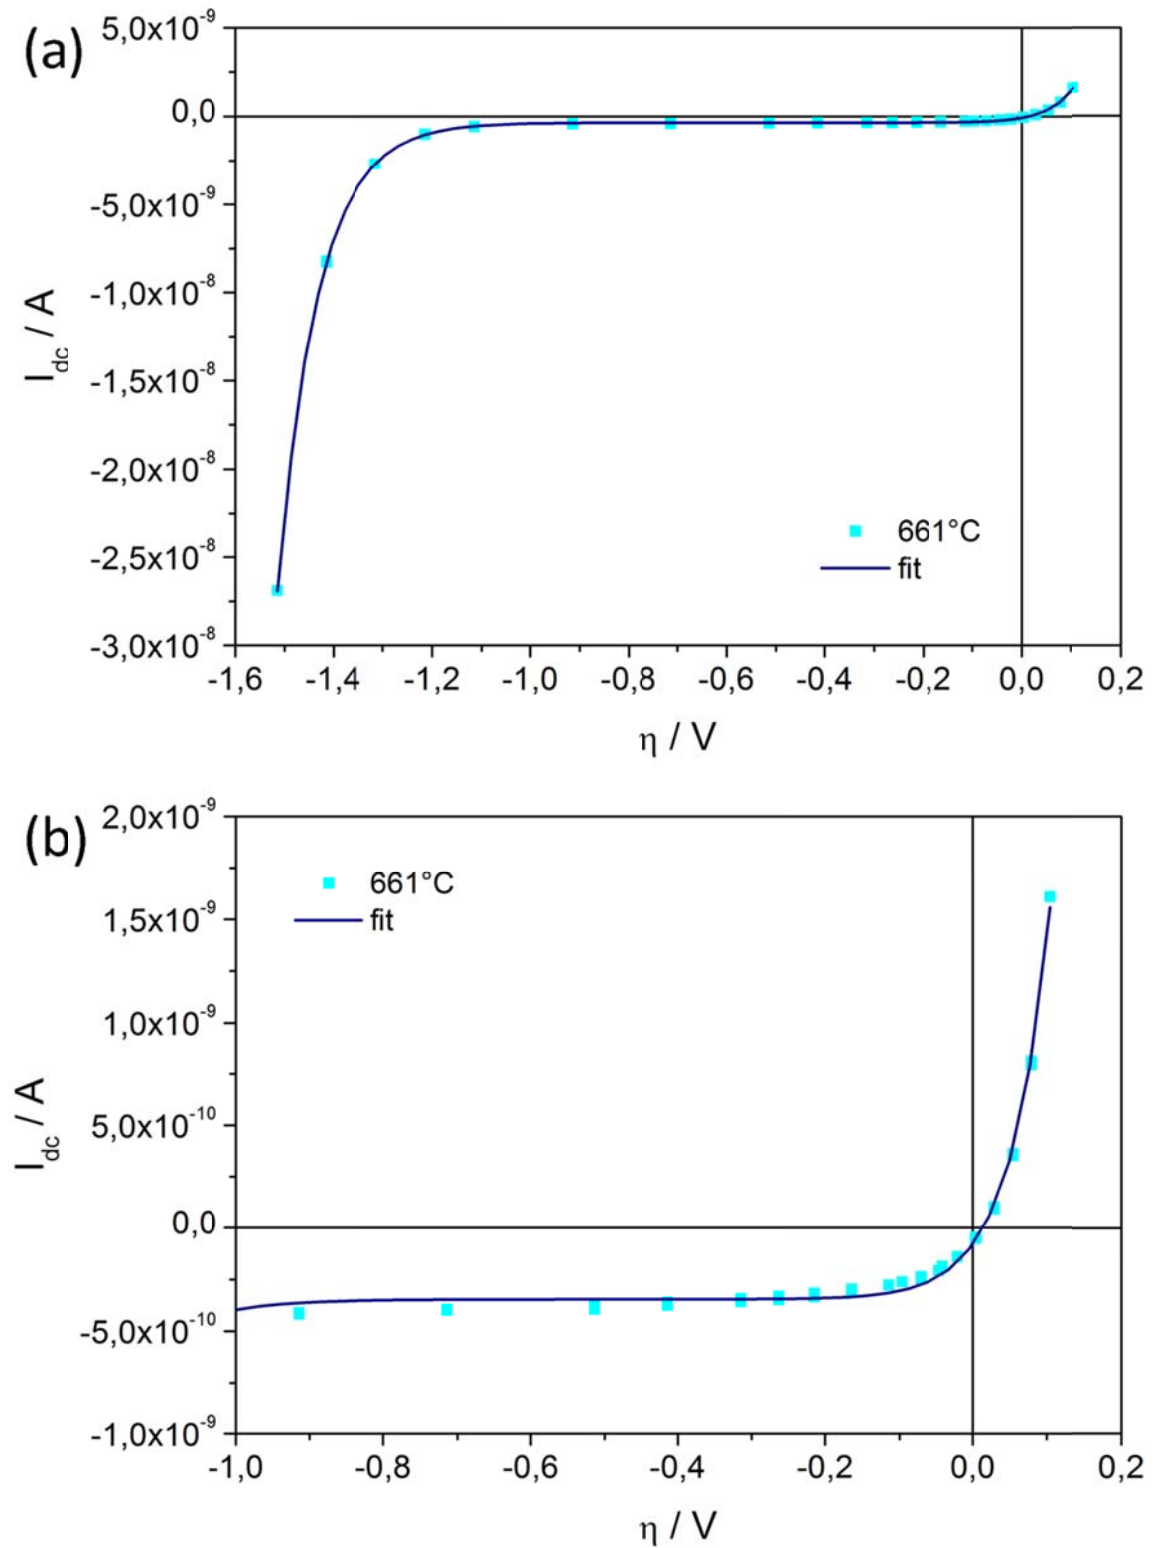 (a)
5,0x10⁻⁹
0,0
-5,0x10⁻⁹
-1,0x10⁻⁸
-1,5x10⁻⁸
-2,0x10⁻⁸
-2,5x10⁻⁸
-3,0x10⁻⁸
I_dc / A
661°C
fit
-1,6 -1,4 -1,2 -1,0 -0,8 -0,6 -0,4 -0,2 0,0 0,2
η / V
(b)
2,0x10⁻⁹
1,5x10⁻⁹
1,0x10⁻⁹
5,0x10⁻¹⁰
0,0
-5,0x10⁻¹⁰
-1,0x10⁻⁹
I_dc / A
661°C
fit
-1,0 -0,8 -0,6 -0,4 -0,2 0,0 0,2
η / V